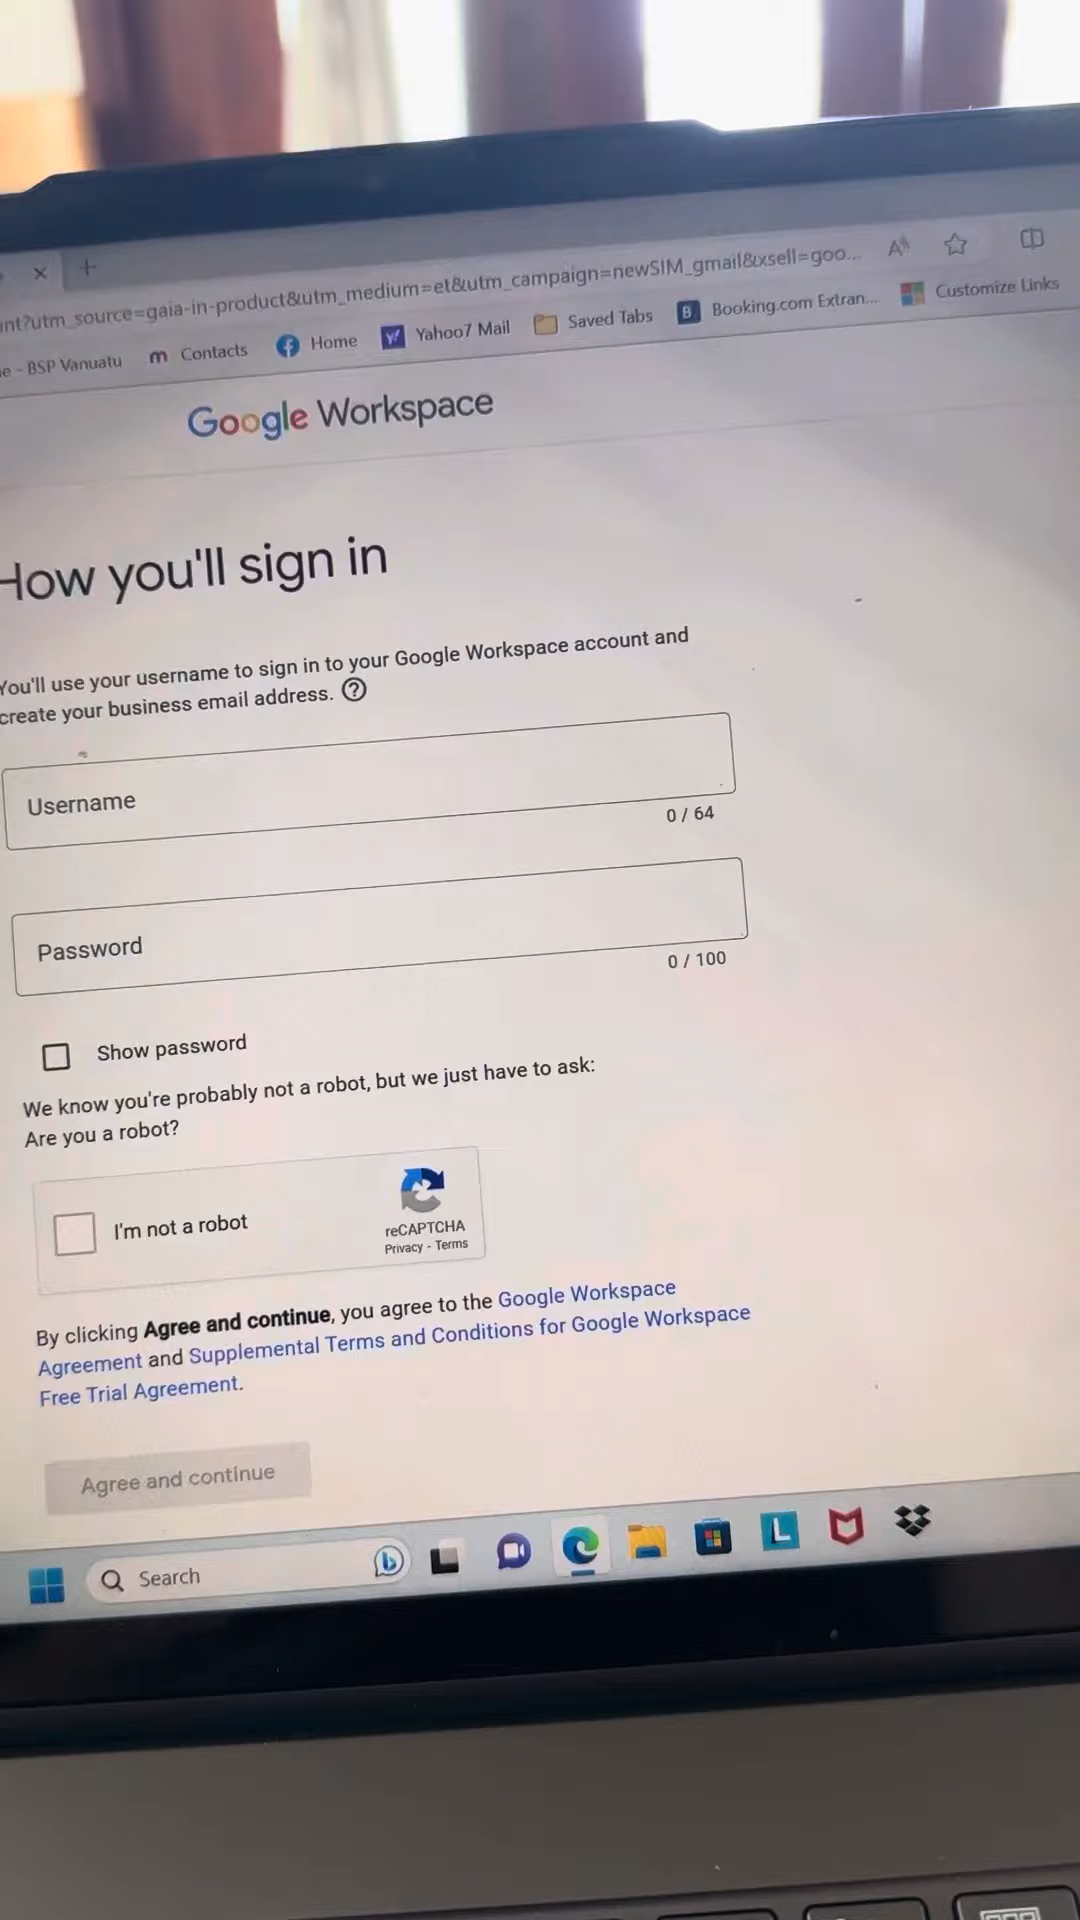 nt?utm_source=gaia-in-product&utm_medium=et&utm_campaign=newSIM_gmail&xsell=goo...
e - BSP Vanuatu Contacts Home Yahoo7 Mail Saved Tabs Booking.com Extran... Customize Links
Google Workspace
How you'll sign in
You'll use your username to sign in to your Google Workspace account and
create your business email address. ?
Username
0 / 64
Password
0 / 100
Show password
We know you're probably not a robot, but we just have to ask:
Are you a robot?
I'm not a robot
reCAPTCHA
Privacy - Terms
By clicking Agree and continue, you agree to the Google Workspace
Agreement and Supplemental Terms and Conditions for Google Workspace
Free Trial Agreement.
Agree and continue
Search